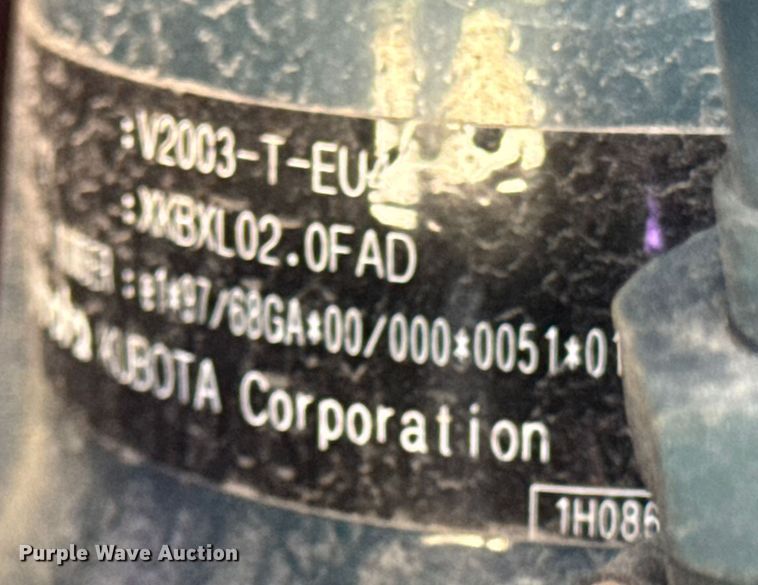 :V2003-T-EU
:XKBXL02.0FAD
:e1*97/68GA*00/000*0051*01
KUBOTA Corporation
1H086
Purple Wave Auction